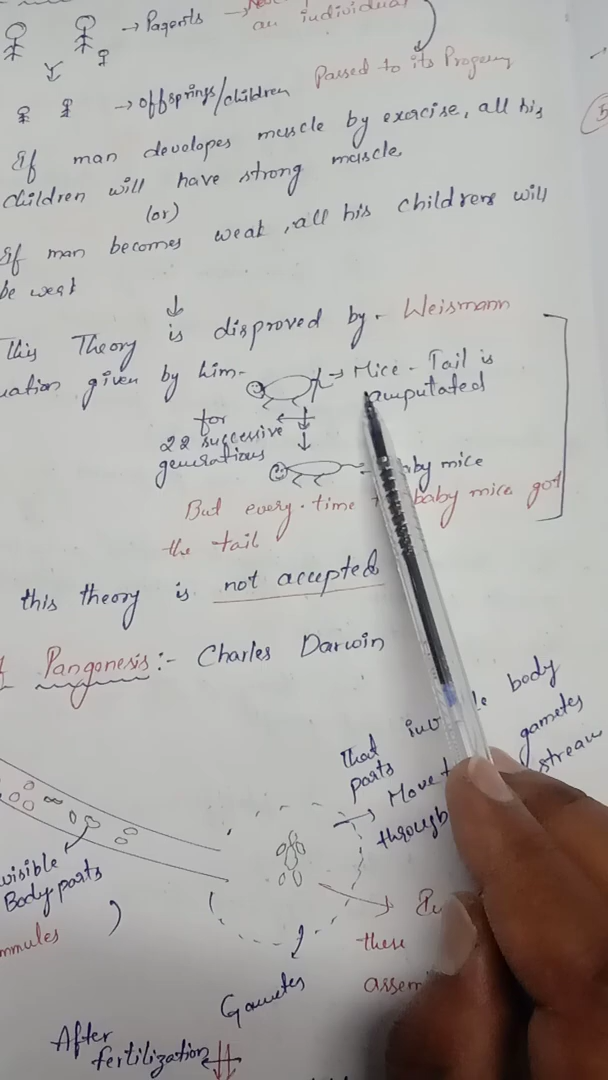 → Parents →
an individual
→ Offsprings/children Passed to its Progeny
If man developes muscle by exercise, all his
children will have strong muscle
(or)
If man becomes weak, all his childrens will
be weak
This Theory is disproved by - Weismann
given by him-
→ Mice - Tail is
amputated
for
22 successive
generations
mice
But every time baby mice got
the tail
this theory is not accepted
Pangonesis:- Charles Darwin
That body
parts
→ Move gametes
through stream
Body parts
these
Gametes
After
fertilization